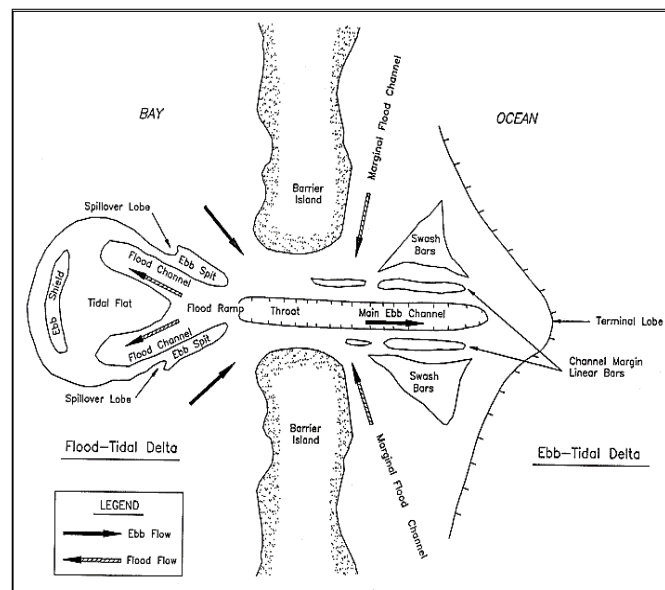 BAY
OCEAN
Marginal Flood Channel
Barrier
Island
Spillover Lobe
Swash
Bars
Ebb Spit
Flood Channel
Ebb Shield
Tidal Flat
Flood Ramp
Throat
Main Ebb Channel
Terminal Lobe
Flood Channel
Ebb Spit
Channel Margin
Linear Bars
Spillover Lobe
Swash
Bars
Barrier
Island
Marginal Flood Channel
Flood-Tidal Delta
Ebb-Tidal Delta
LEGEND
Ebb Flow
Flood Flow